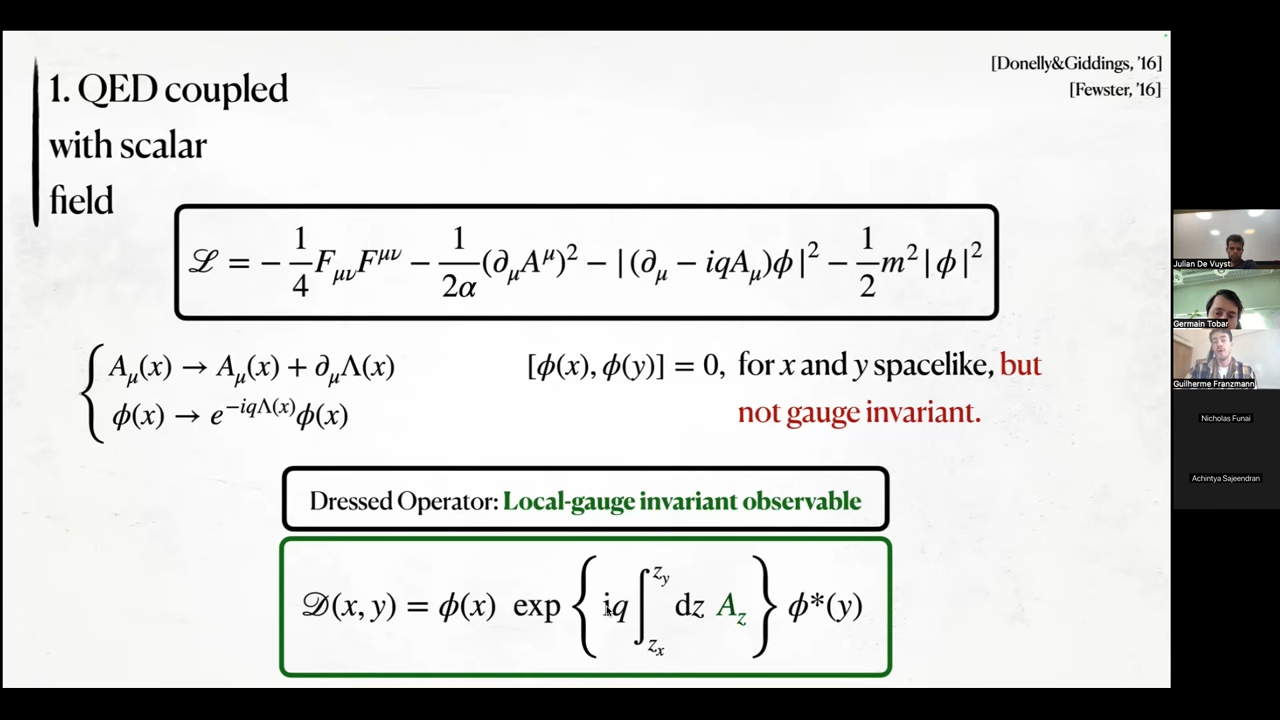 1. QED coupled
with scalar
field
[Donelly&Giddings, '16]
[Fewster, '16]
ℒ = −1/4 F_{μν}F^{μν} − 1/2α (∂_μA^μ)² − |(∂_μ − iqA_μ)ϕ|² − 1/2 m²|ϕ|²
A_μ(x) → A_μ(x) + ∂_μΛ(x)
ϕ(x) → e^{−iqΛ(x)}ϕ(x)
[ϕ(x), ϕ(y)] = 0, for x and y spacelike, but
not gauge invariant.
Dressed Operator: Local-gauge invariant observable
𝒟(x, y) = ϕ(x) exp { iq ∫_{z_x}^{z_y} dz A_z } ϕ*(y)
Julian De Vuyst
Germain Tobar
Guilherme Franzmann
Nicholas Funai
Achintya Sajeendran